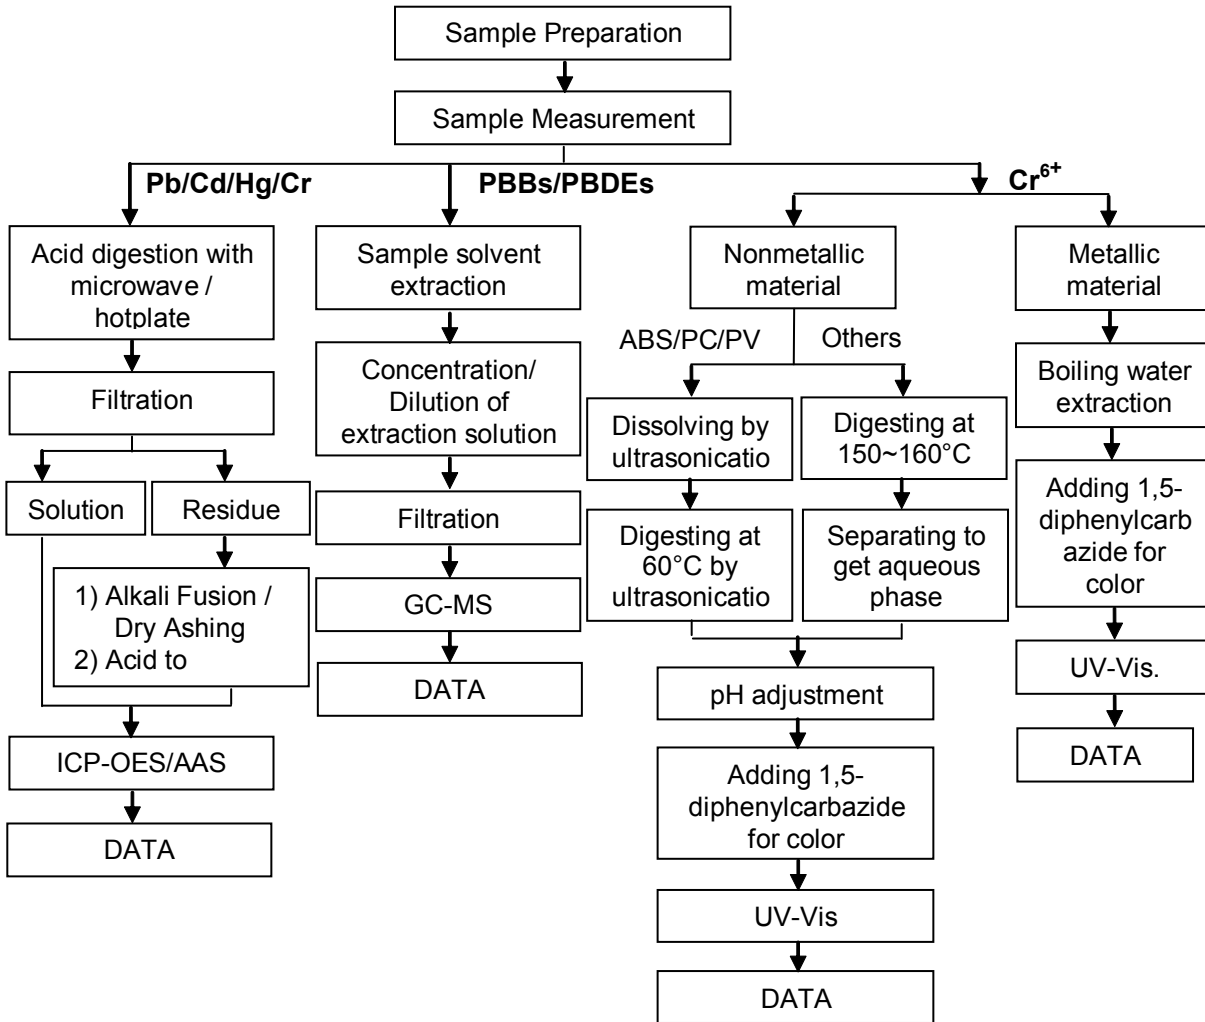 Sample Preparation
Sample Measurement
Pb/Cd/Hg/Cr
PBBs/PBDEs
Cr⁶⁺
Acid digestion with
microwave /
hotplate
Filtration
Solution
Residue
1) Alkali Fusion /
Dry Ashing
2) Acid to
ICP-OES/AAS
DATA
Sample solvent
extraction
Concentration/
Dilution of
extraction solution
Filtration
GC-MS
DATA
Nonmetallic
material
ABS/PC/PV
Others
Dissolving by
ultrasonicatio
Digesting at
60°C by
ultrasonicatio
Digesting at
150~160°C
Separating to
get aqueous
phase
pH adjustment
Adding 1,5-
diphenylcarbazide
for color
UV-Vis
DATA
Metallic
material
Boiling water
extraction
Adding 1,5-
diphenylcarb
azide for
color
UV-Vis.
DATA